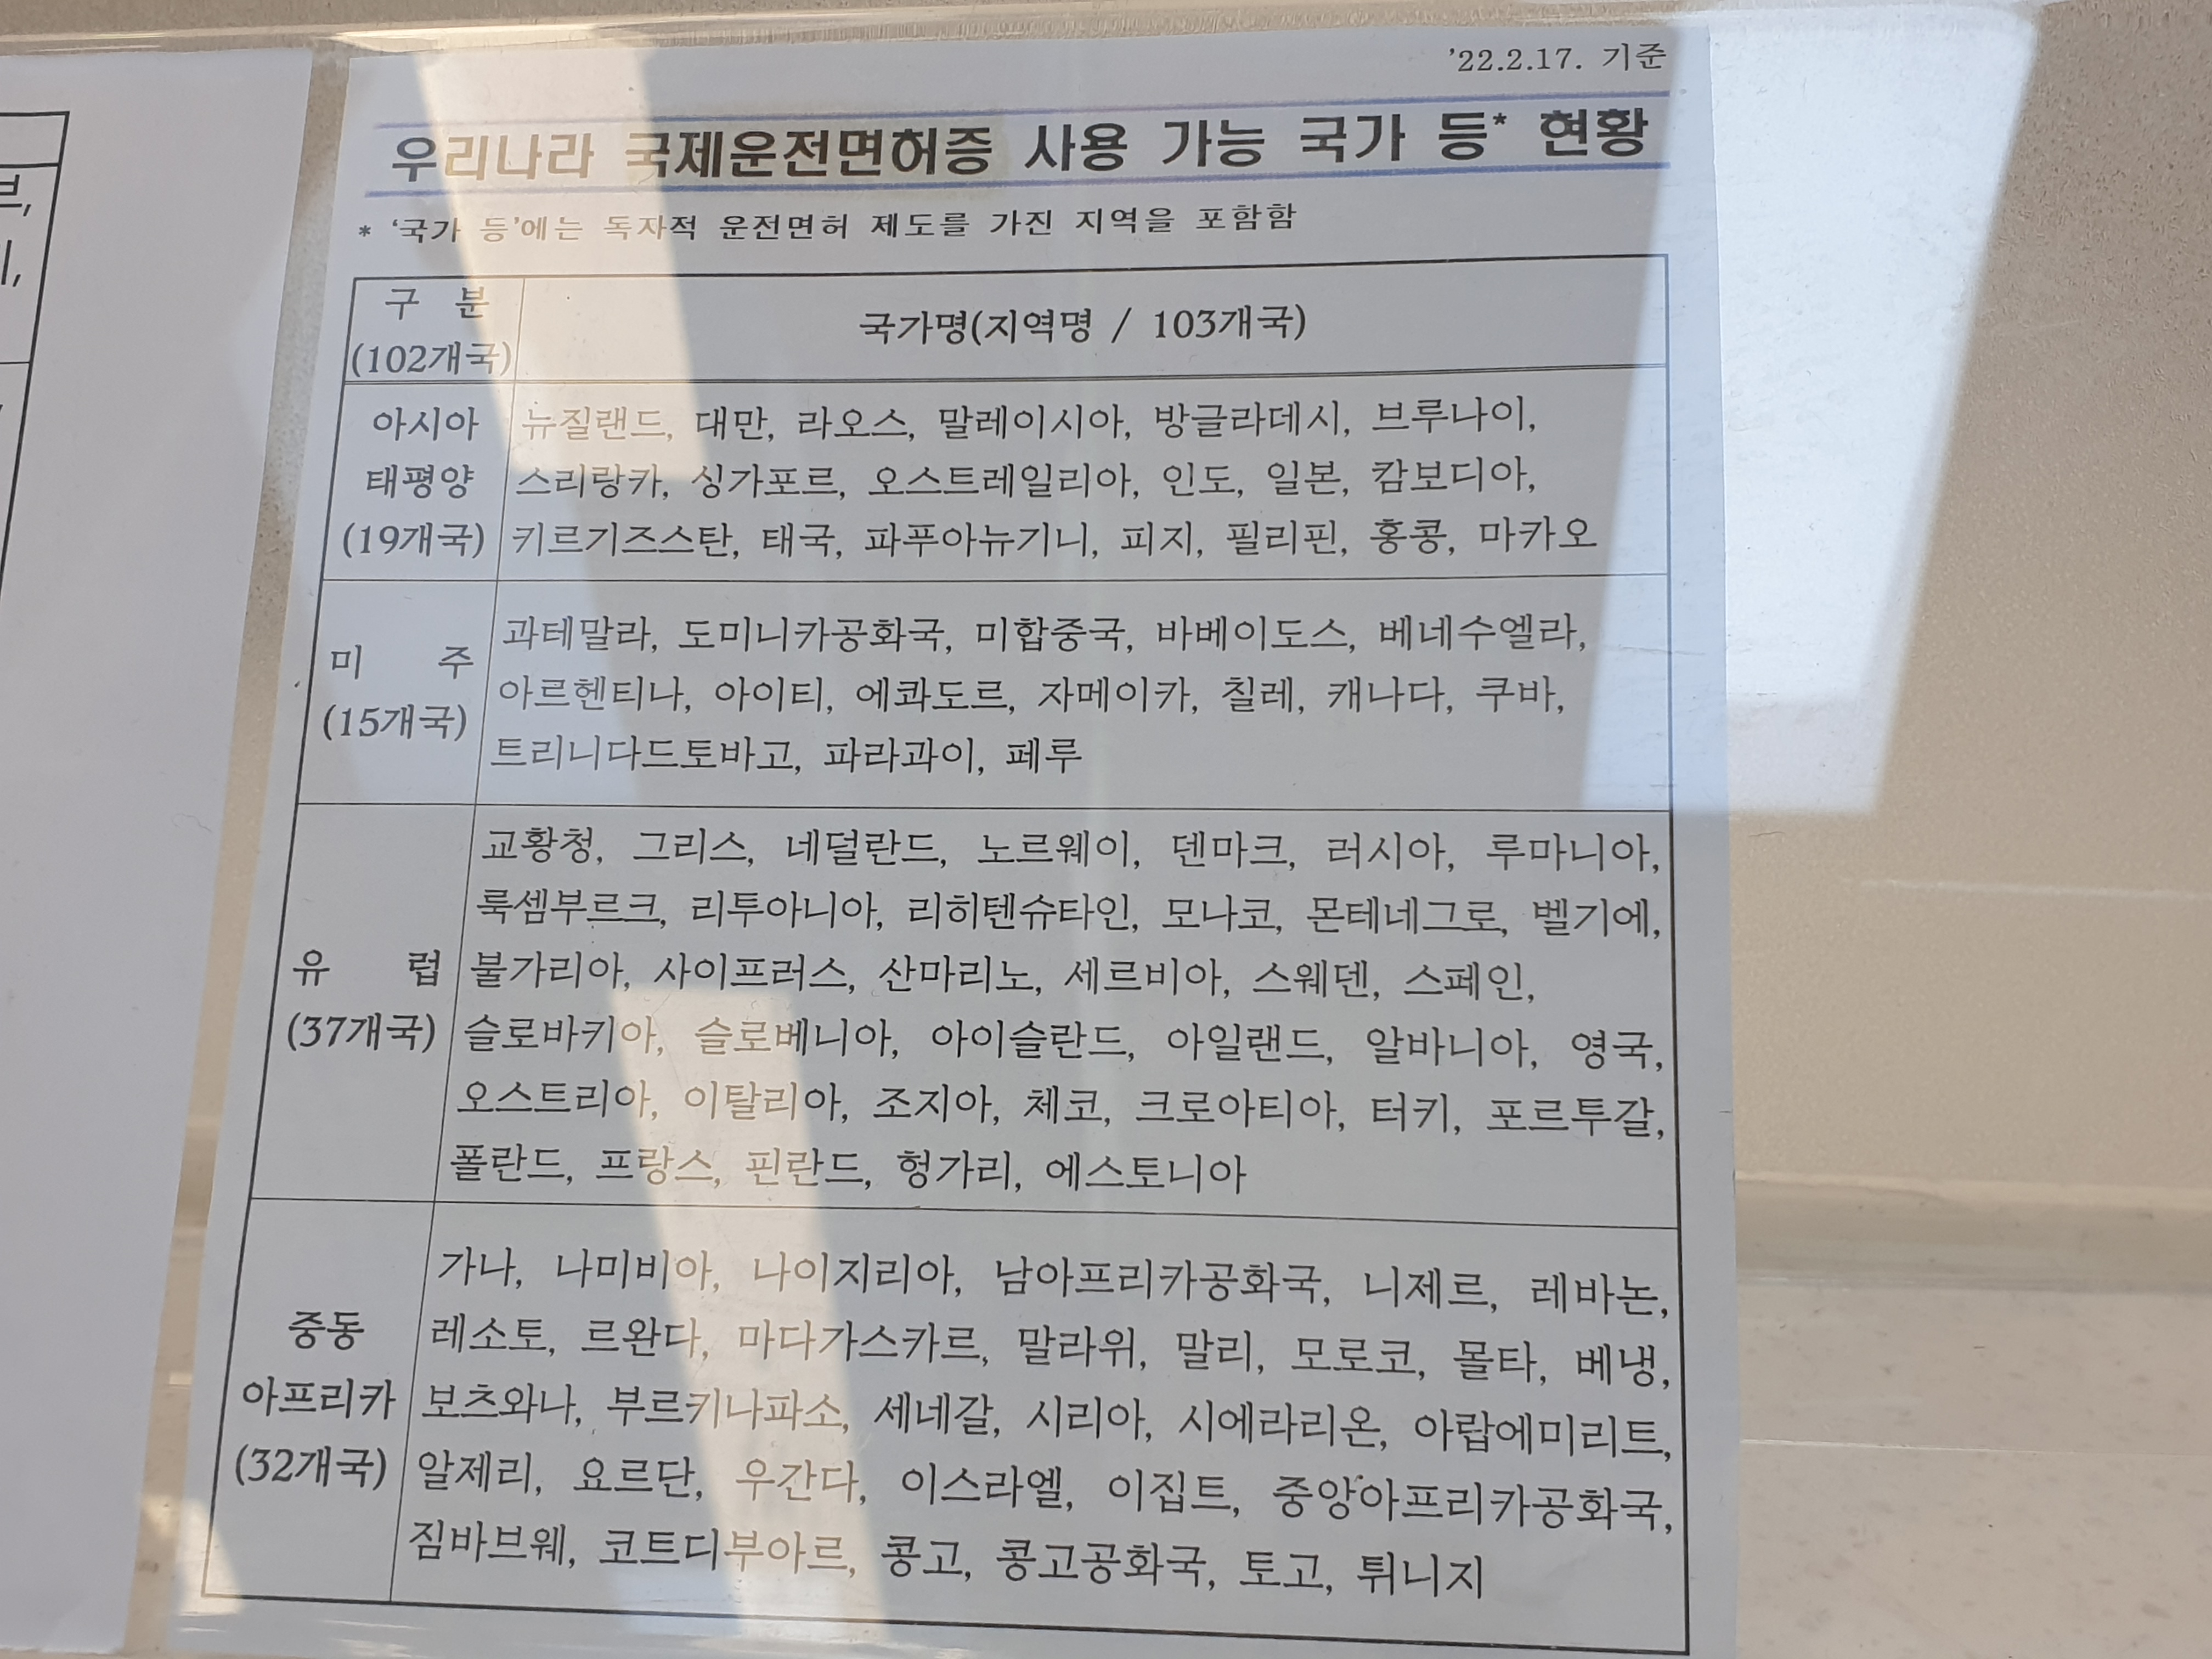 브,
|,
,
'22.2.17. 기준
우리나라 국제운전면허증 사용 가능 국가 등* 현황
* ‘국가 등’에는 독자적 운전면허 제도를 가진 지역을 포함함
구 분
(102개국)
국가명(지역명 / 103개국)
아시아
태평양
(19개국)
뉴질랜드, 대만, 라오스, 말레이시아, 방글라데시, 브루나이,
스리랑카, 싱가포르, 오스트레일리아, 인도, 일본, 캄보디아,
키르기즈스탄, 태국, 파푸아뉴기니, 피지, 필리핀, 홍콩, 마카오
미 주
(15개국)
과테말라, 도미니카공화국, 미합중국, 바베이도스, 베네수엘라,
아르헨티나, 아이티, 에콰도르, 자메이카, 칠레, 캐나다, 쿠바,
트리니다드토바고, 파라과이, 페루
유 럽
(37개국)
교황청, 그리스, 네덜란드, 노르웨이, 덴마크, 러시아, 루마니아,
룩셈부르크, 리투아니아, 리히텐슈타인, 모나코, 몬테네그로, 벨기에,
불가리아, 사이프러스, 산마리노, 세르비아, 스웨덴, 스페인,
슬로바키아, 슬로베니아, 아이슬란드, 아일랜드, 알바니아, 영국,
오스트리아, 이탈리아, 조지아, 체코, 크로아티아, 터키, 포르투갈,
폴란드, 프랑스, 핀란드, 헝가리, 에스토니아
중동
아프리카
(32개국)
가나, 나미비아, 나이지리아, 남아프리카공화국, 니제르, 레바논,
레소토, 르완다, 마다가스카르, 말라위, 말리, 모로코, 몰타, 베냉,
보츠와나, 부르키나파소, 세네갈, 시리아, 시에라리온, 아랍에미리트,
알제리, 요르단, 우간다, 이스라엘, 이집트, 중앙아프리카공화국,
짐바브웨, 코트디부아르, 콩고, 콩고공화국, 토고, 튀니지